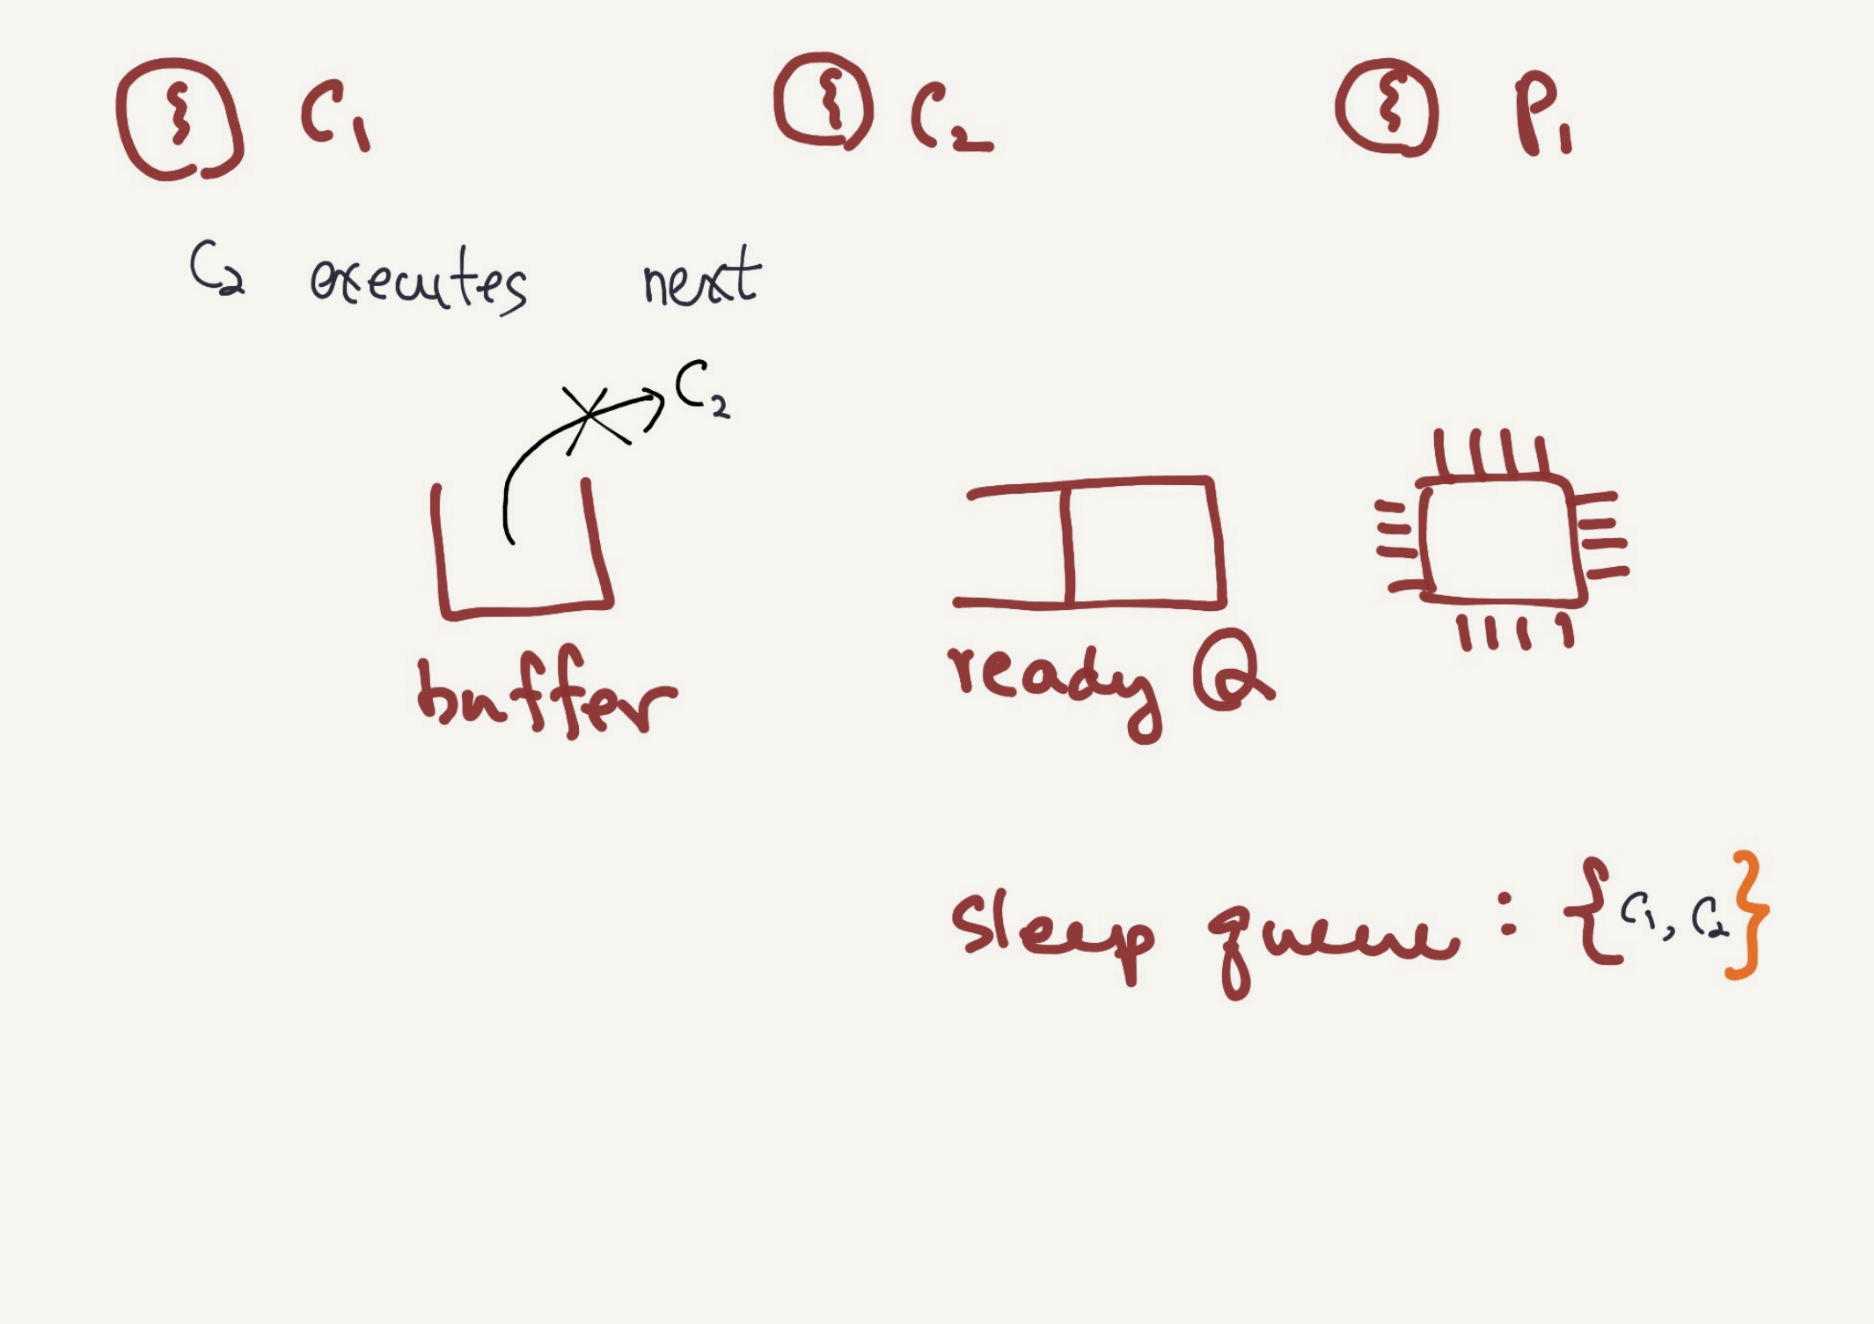 C₁
C₂
P₁
C₂ executes next
C₂
buffer
ready Q
sleep queue : {C₁, C₂}